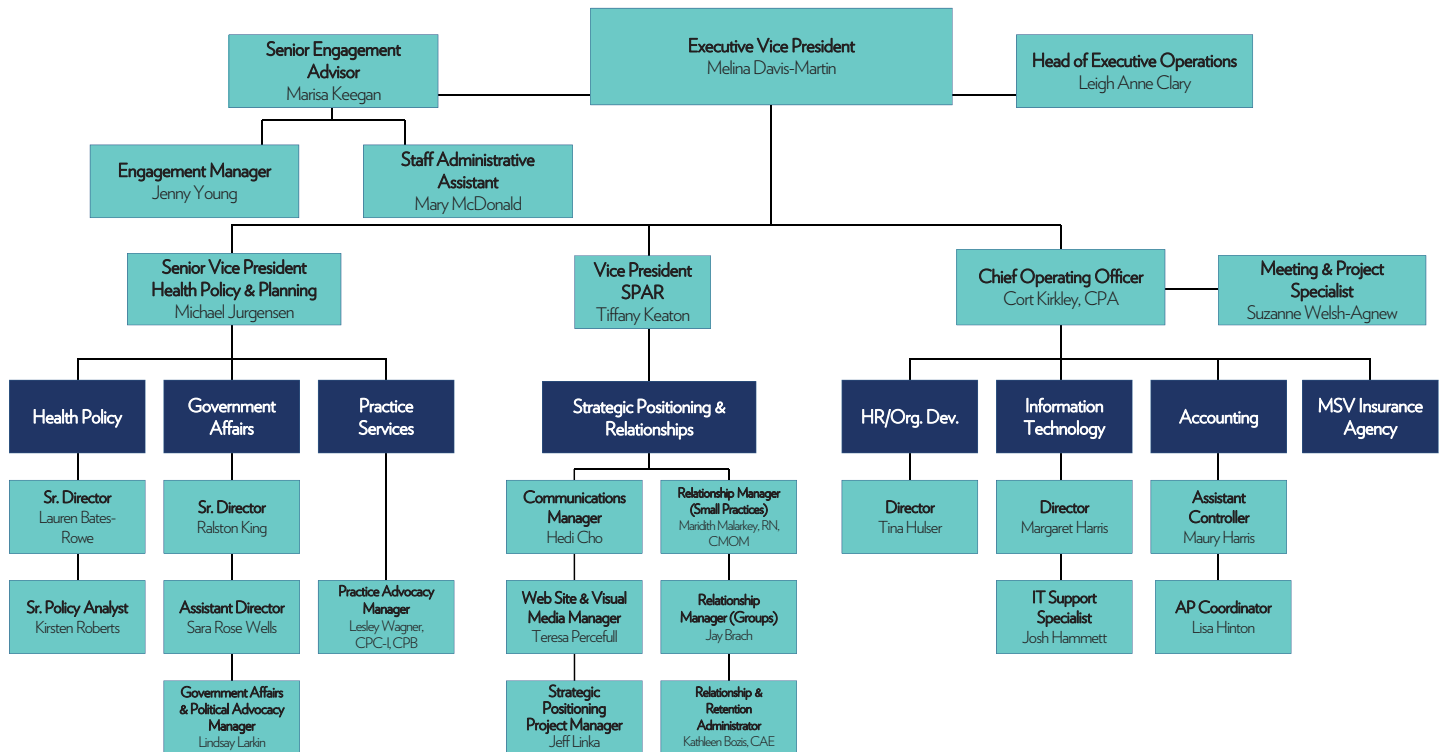 Senior Engagement
Advisor
Marisa Keegan
Executive Vice President
Melina Davis-Martin
Head of Executive Operations
Leigh Anne Clary
Engagement Manager
Jenny Young
Staff Administrative
Assistant
Mary McDonald
Senior Vice President
Health Policy & Planning
Michael Jurgensen
Vice President
SPAR
Tiffany Keaton
Chief Operating Officer
Cort Kirkley, CPA
Meeting & Project
Specialist
Suzanne Welsh-Agnew
Health Policy
Government
Affairs
Practice
Services
Strategic Positioning &
Relationships
HR/Org. Dev.
Information
Technology
Accounting
MSV Insurance
Agency
Sr. Director
Lauren Bates-
Rowe
Sr. Director
Ralston King
Communications
Manager
Hedi Cho
Relationship Manager
(Small Practices)
Maridith Malarkey, RN,
CMOM
Director
Tina Hulser
Director
Margaret Harris
Assistant
Controller
Maury Harris
Sr. Policy Analyst
Kirsten Roberts
Assistant Director
Sara Rose Wells
Practice Advocacy
Manager
Lesley Wagner,
CPC-I, CPB
Web Site & Visual
Media Manager
Teresa Percefull
Relationship
Manager (Groups)
Jay Brach
IT Support
Specialist
Josh Hammett
AP Coordinator
Lisa Hinton
Government Affairs
& Political Advocacy
Manager
Lindsay Larkin
Strategic
Positioning
Project Manager
Jeff Linka
Relationship &
Retention
Administrator
Kathleen Bozis, CAE